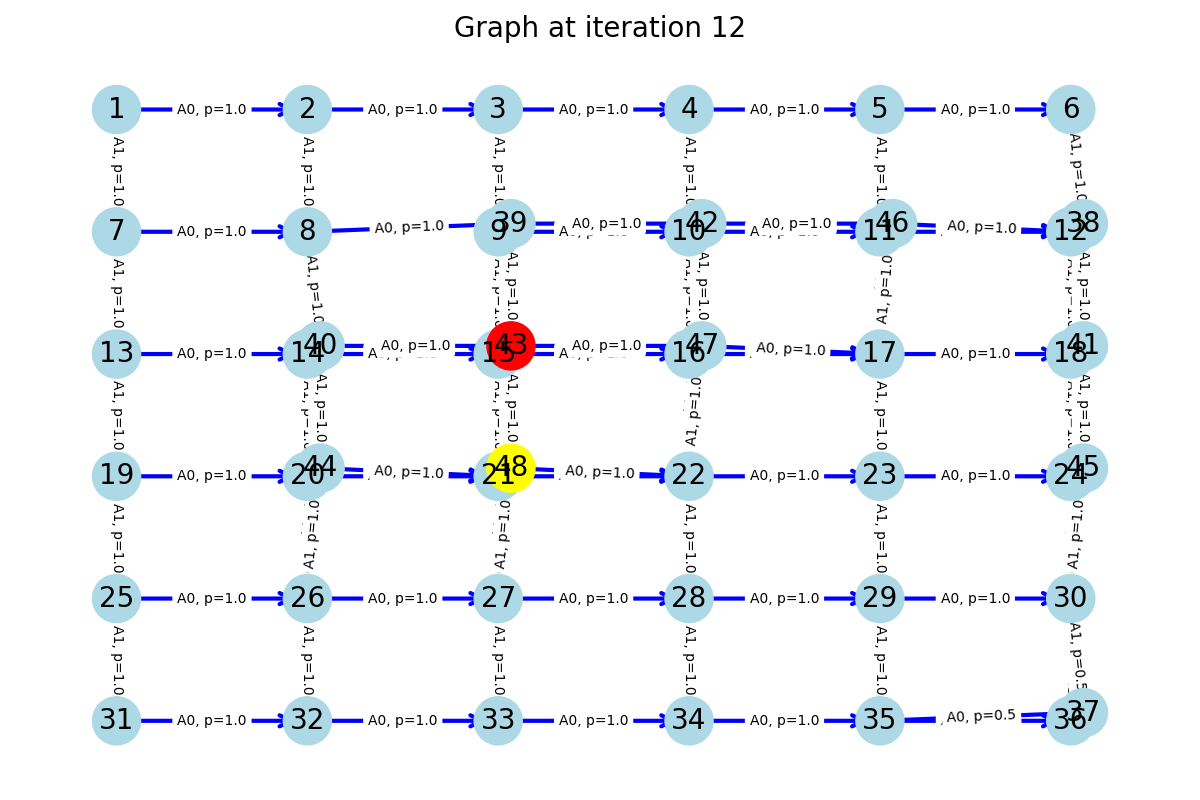 Graph at iteration 12
1 A0, p=1.0 2 A0, p=1.0 3 A0, p=1.0 4 A0, p=1.0 5 A0, p=1.0 6
A1, p=1.0 A1, p=1.0 A1, p=1.0 A1, p=1.0 A1, p=1.0 A1, p=1.0
39 A0, p=1.0 42 A0, p=1.0 46 A0, p=1.0 38
7 A0, p=1.0 8 A0, p=1.0 9 10 11 12
A1, p=1.0 A1, p=1.0 A1, p=1.0 A1, p=1.0 A1, p=1.0 A1, p=1.0
40 A0, p=1.0 43 A0, p=1.0 47 A0, p=1.0 41
13 A0, p=1.0 14 15 16 17 A0, p=1.0 18
A1, p=1.0 A1, p=1.0 A1, p=1.0 A1, p=1.0 A1, p=1.0 A1, p=1.0
44 A0, p=1.0 48 A0, p=1.0 45
19 A0, p=1.0 20 21 22 A0, p=1.0 23 A0, p=1.0 24
A1, p=1.0 A1, p=1.0 A1, p=1.0 A1, p=1.0 A1, p=1.0 A1, p=1.0
25 A0, p=1.0 26 A0, p=1.0 27 A0, p=1.0 28 A0, p=1.0 29 A0, p=1.0 30
A1, p=1.0 A1, p=1.0 A1, p=1.0 A1, p=1.0 A1, p=1.0 A1, p=0.5
37
31 A0, p=1.0 32 A0, p=1.0 33 A0, p=1.0 34 A0, p=1.0 35 A0, p=0.5 36